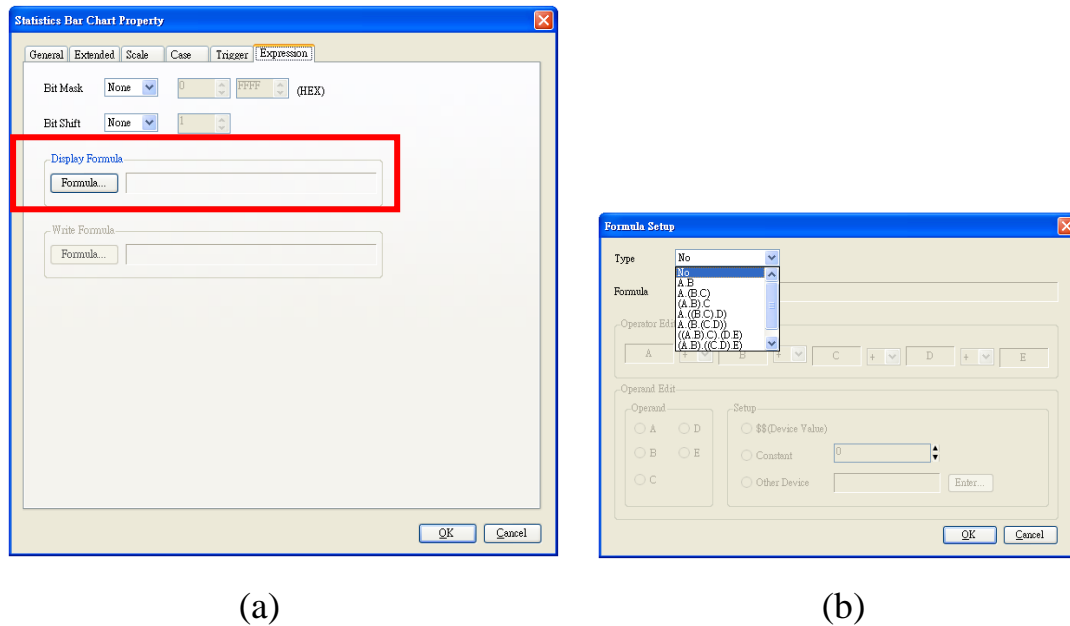 Statistics Bar Chart Property
General Extended Scale Case Trigger Expression
Bit Mask None 0 FFFF (HEX)
Bit Shift None 1
Display Formula
Formula...
Write Formula
Formula...
OK Cancel
(a)
Formula Setup
Type No
No
A.B
A.(B.C)
(A.B).C
A.((B.C).D)
A.(B.(C.D))
((A.B).C).(D.E)
(A.B).((C.D).E)
Formula
Operator Edi
A + B + C + D + E
Operand Edit
Operand
A D
B E
C
Setup
$$(Device Value)
Constant 0
Other Device Enter...
OK Cancel
(b)